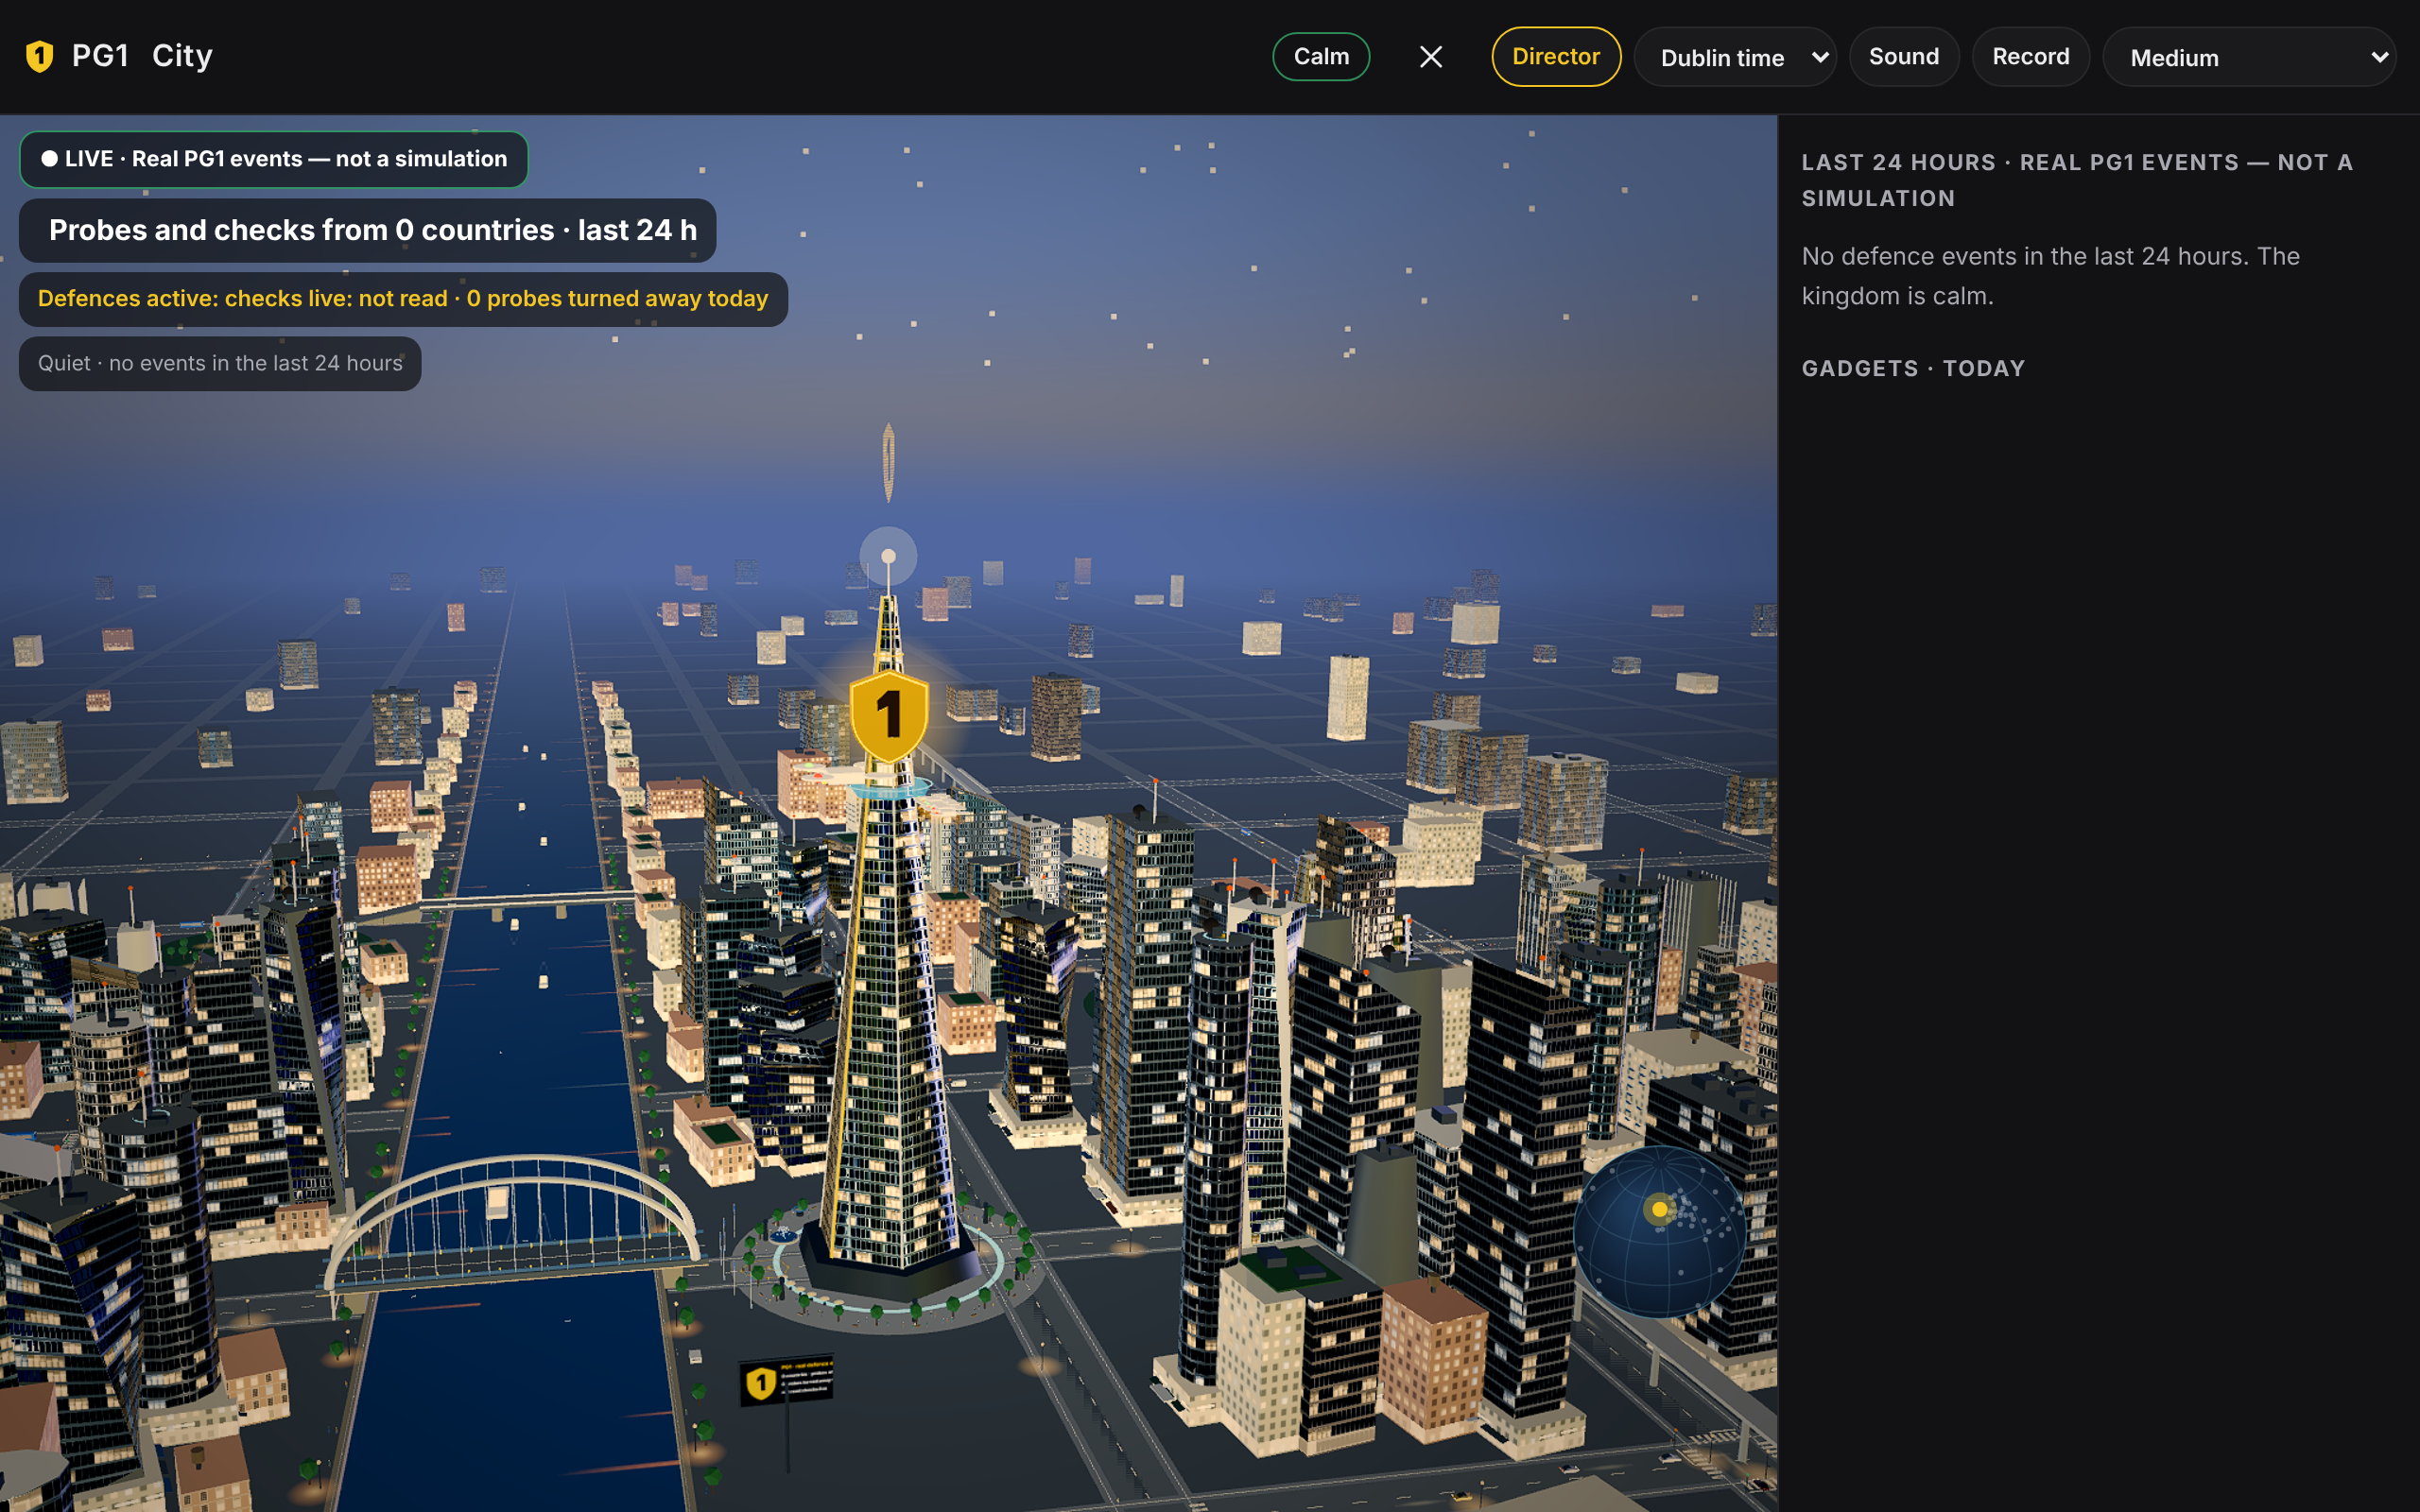 1 PG1 City
Calm
Director
Dublin time
Sound
Record
Medium
LIVE · Real PG1 events — not a simulation
Probes and checks from 0 countries · last 24 h
Defences active: checks live: not read · 0 probes turned away today
Quiet · no events in the last 24 hours
1
1
LAST 24 HOURS · REAL PG1 EVENTS — NOT A
SIMULATION
No defence events in the last 24 hours. The
kingdom is calm.
GADGETS · TODAY